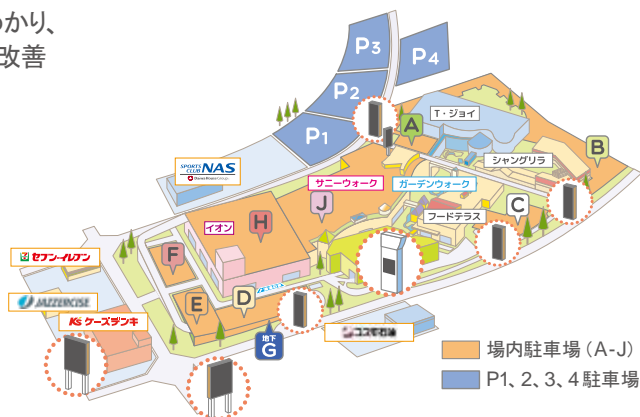 かり、
改善
P3
P4
P2
P1
T・ジョイ
A
B
シャングリラ
SPORTS
CLUB NAS
サニーウォーク
ガーデンウォーク
J
C
イオン
H
フードテラス
セブン-イレブン
F
E
D
JAZZERCISE
K's ケーズデンキ
地下
G
コスモ石油
場内駐車場（A-J）
P1、2、3、4駐車場